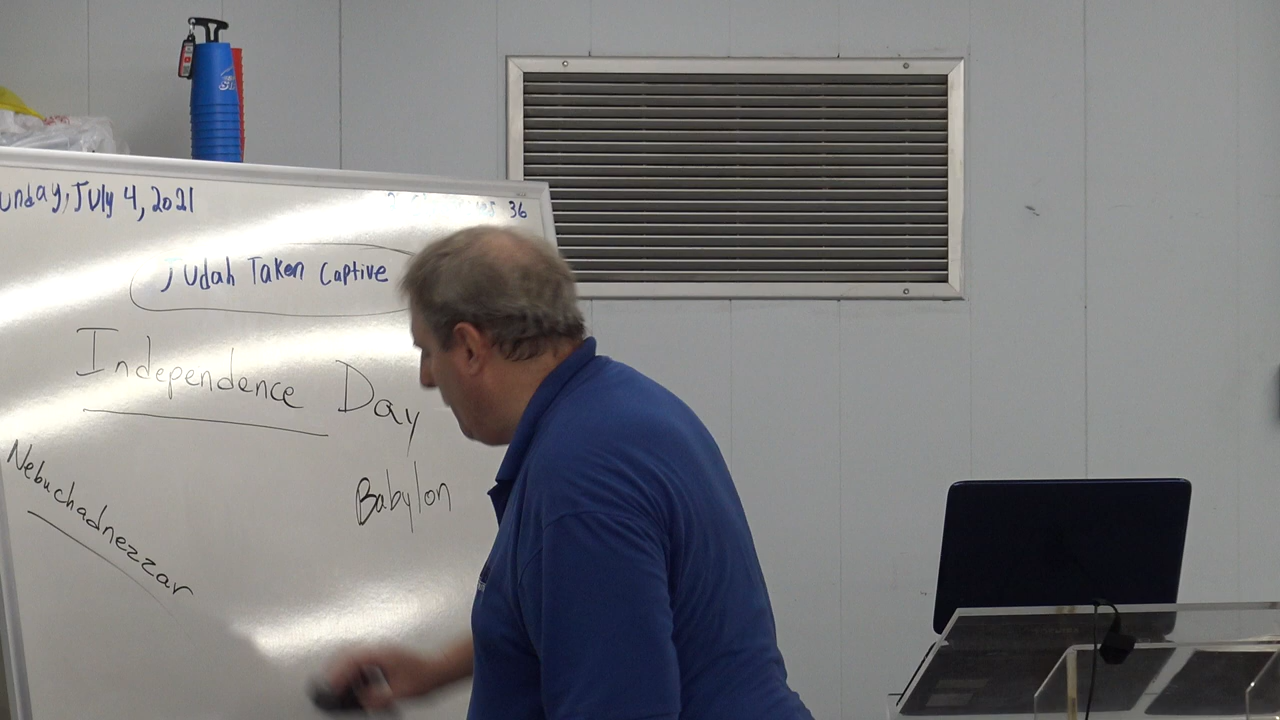 unday, July 4, 2021
36
Judah Taken Captive
Independence Day
Babylon
Nebuchadnezzar